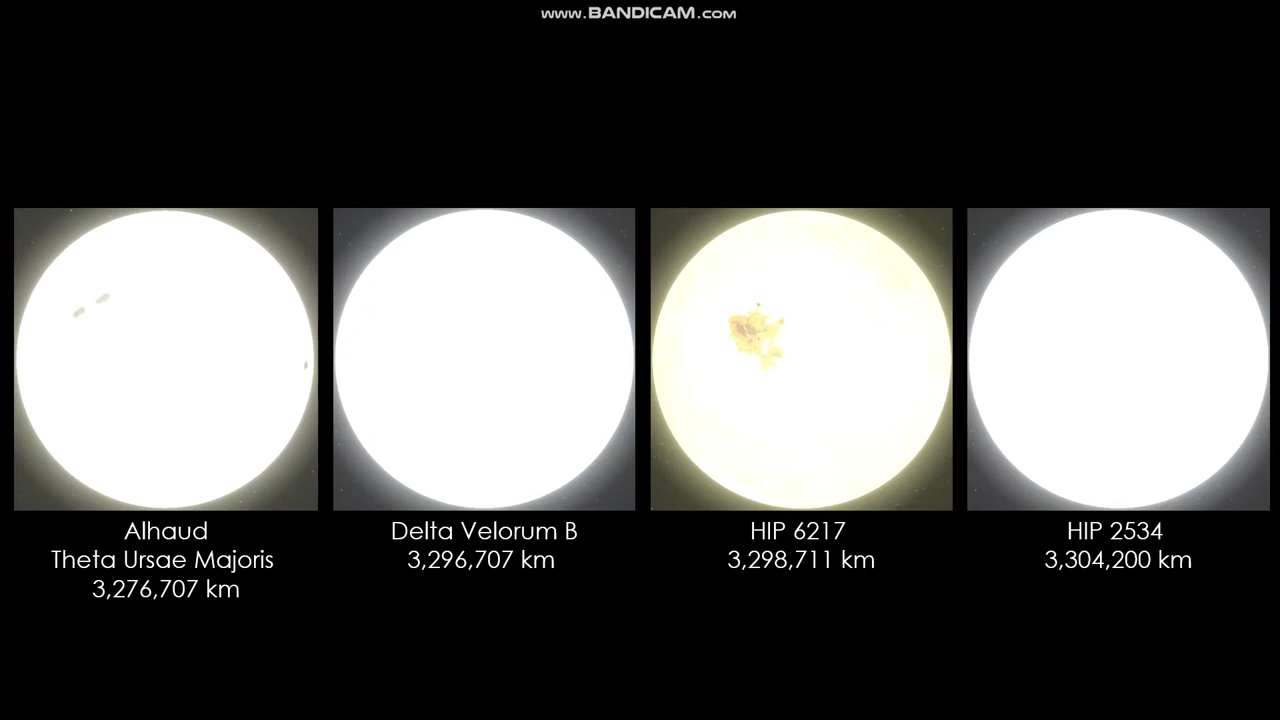 www.BANDICAM.com
Alhaud
Theta Ursae Majoris
3,276,707 km
Delta Velorum B
3,296,707 km
HIP 6217
3,298,711 km
HIP 2534
3,304,200 km